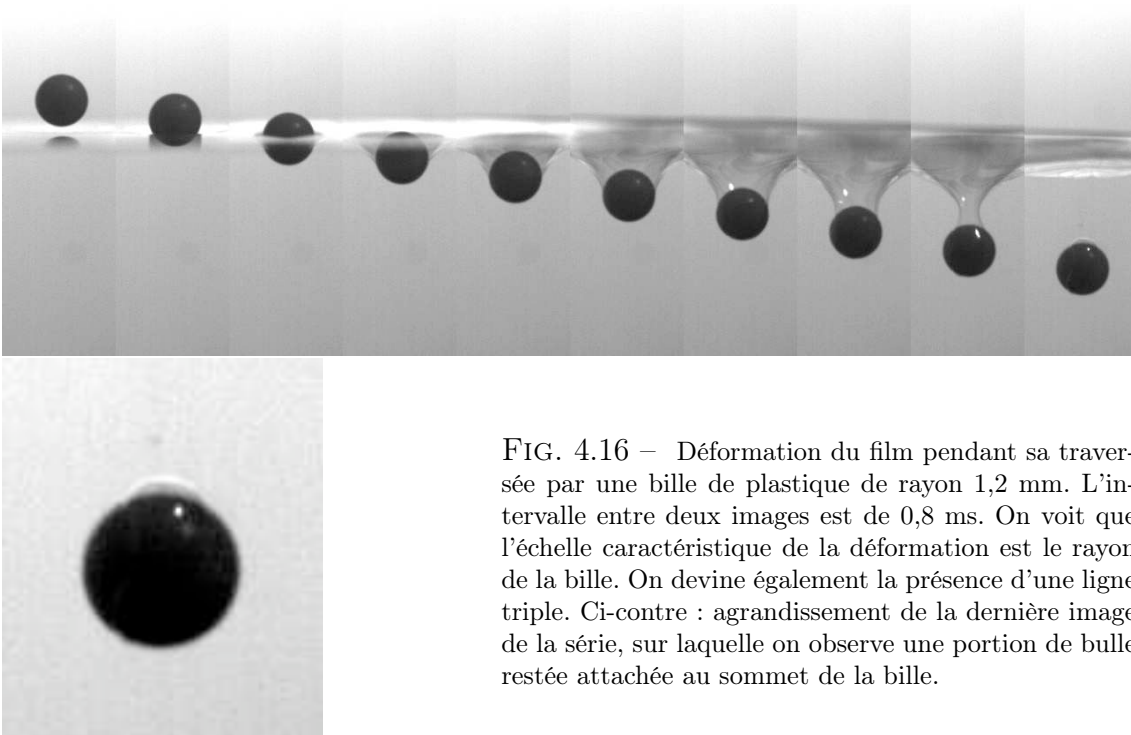 FIG. 4.16 – Déformation du film pendant sa traver-
sée par une bille de plastique de rayon 1,2 mm. L'in-
tervalle entre deux images est de 0,8 ms. On voit que
l'échelle caractéristique de la déformation est le rayon
de la bille. On devine également la présence d'une ligne
triple. Ci-contre : agrandissement de la dernière image
de la série, sur laquelle on observe une portion de bulle
restée attachée au sommet de la bille.